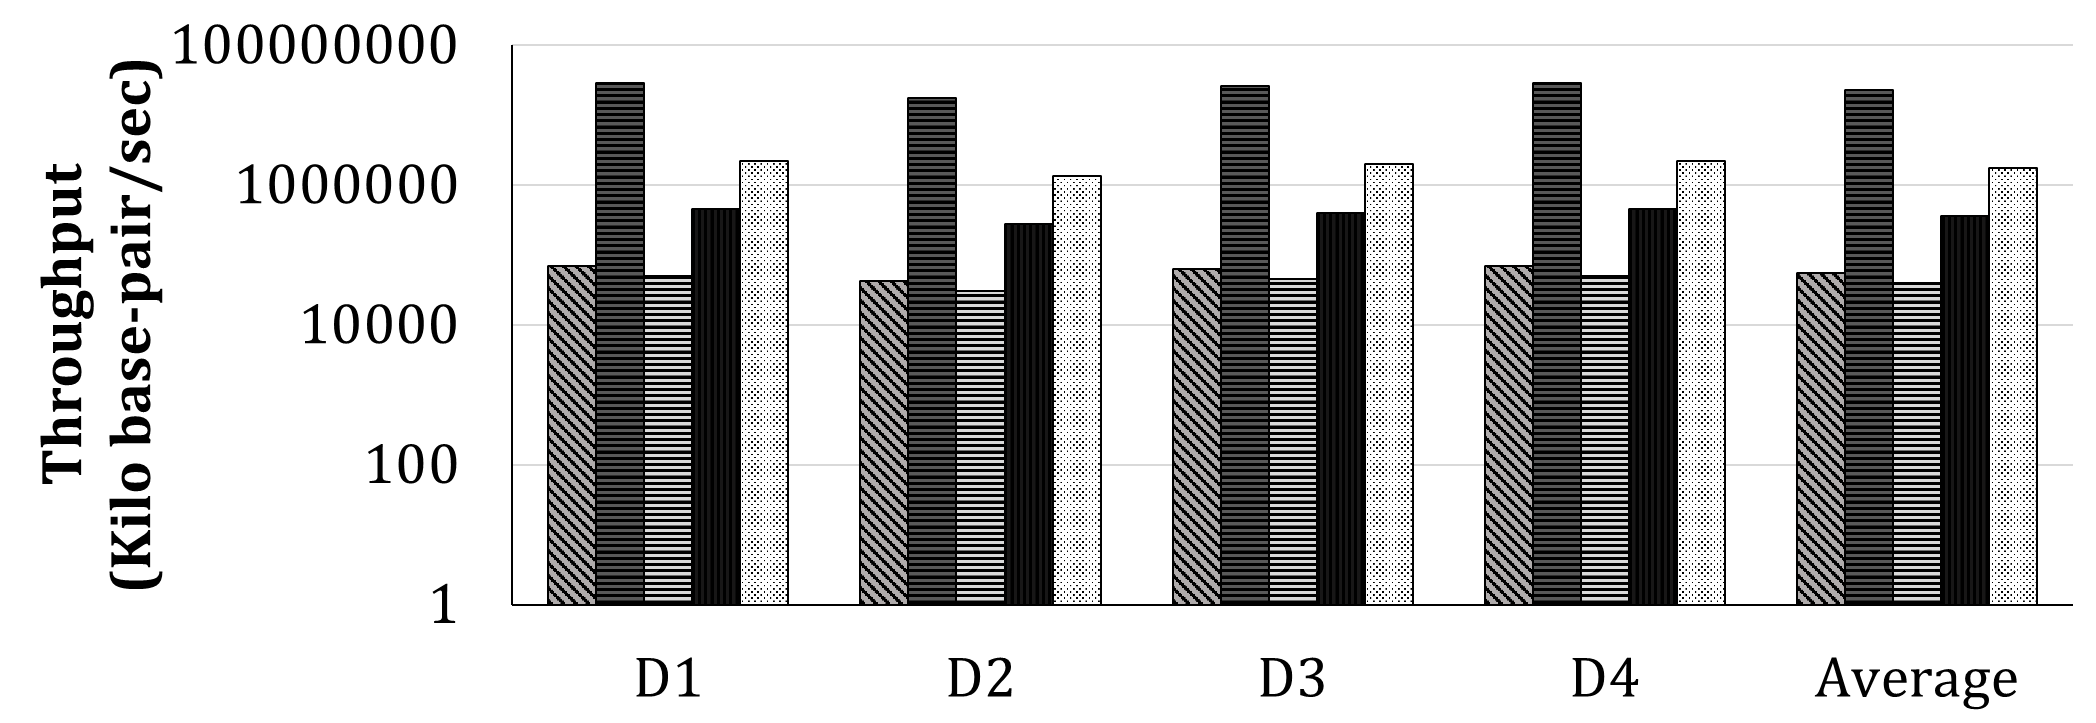 Throughput
(Kilo base-pair/sec)
100000000
1000000
10000
100
1
D1 D2 D3 D4 Average